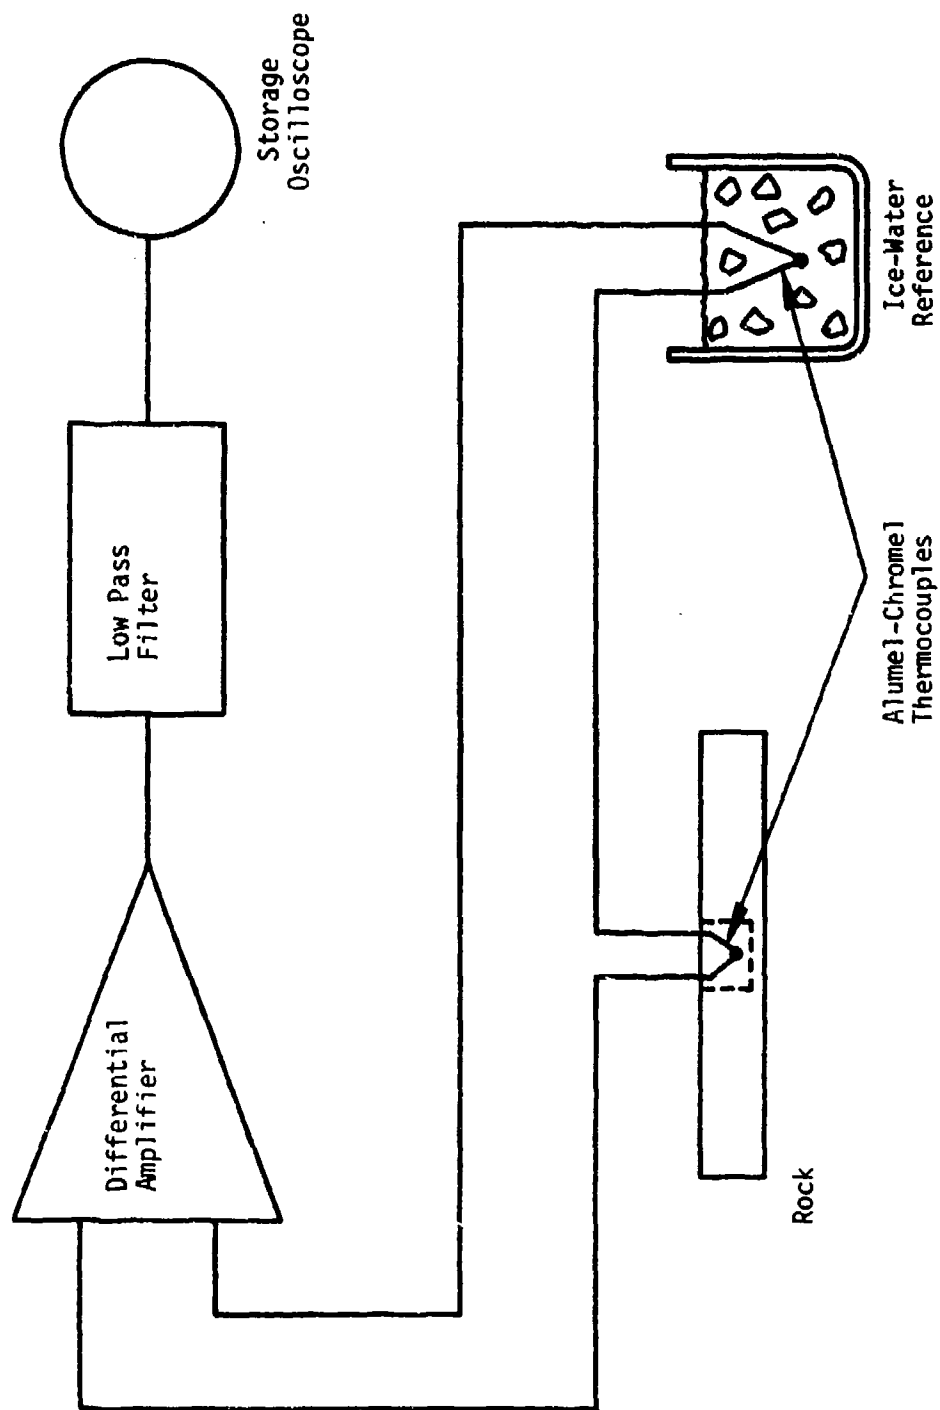 Differential
Amplifier
Low Pass
Filter
Storage
Oscilloscope
Rock
Alumel-Chromel
Thermocouples
Ice-Water
Reference